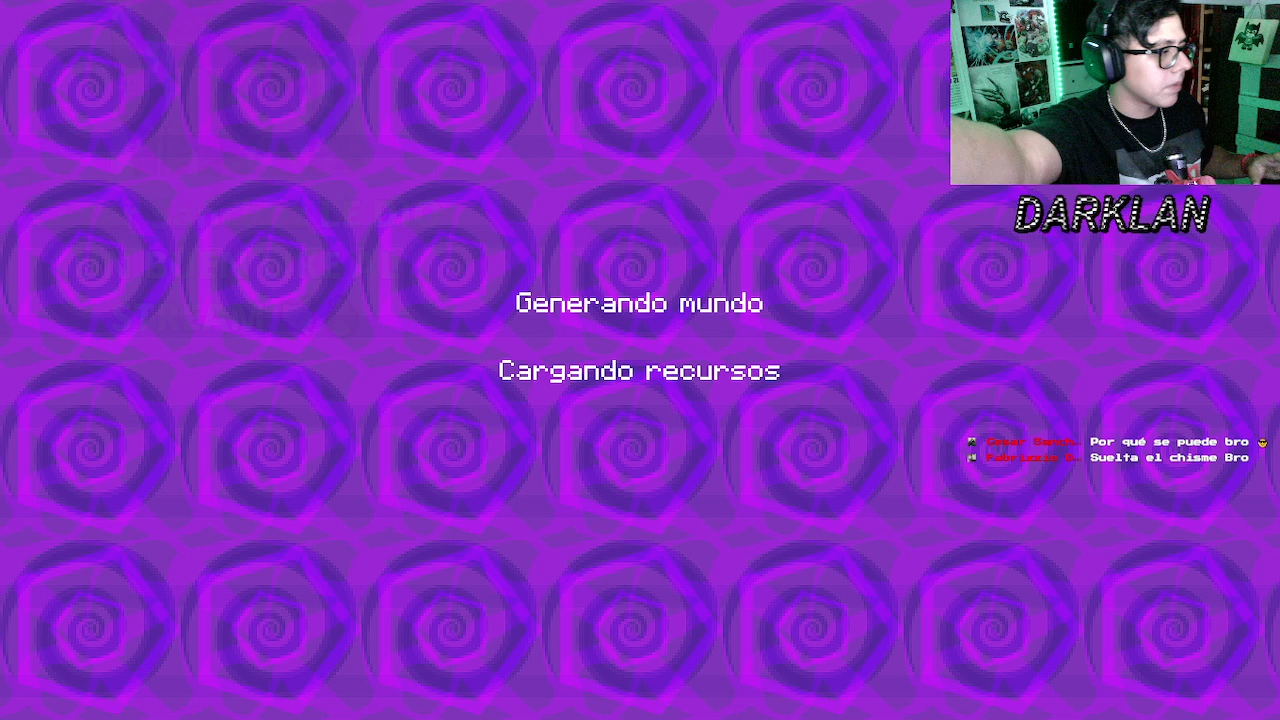 DARKLAN
Generando mundo
Cargando recursos
Por qué se puede bro
Suelta el chisme Bro